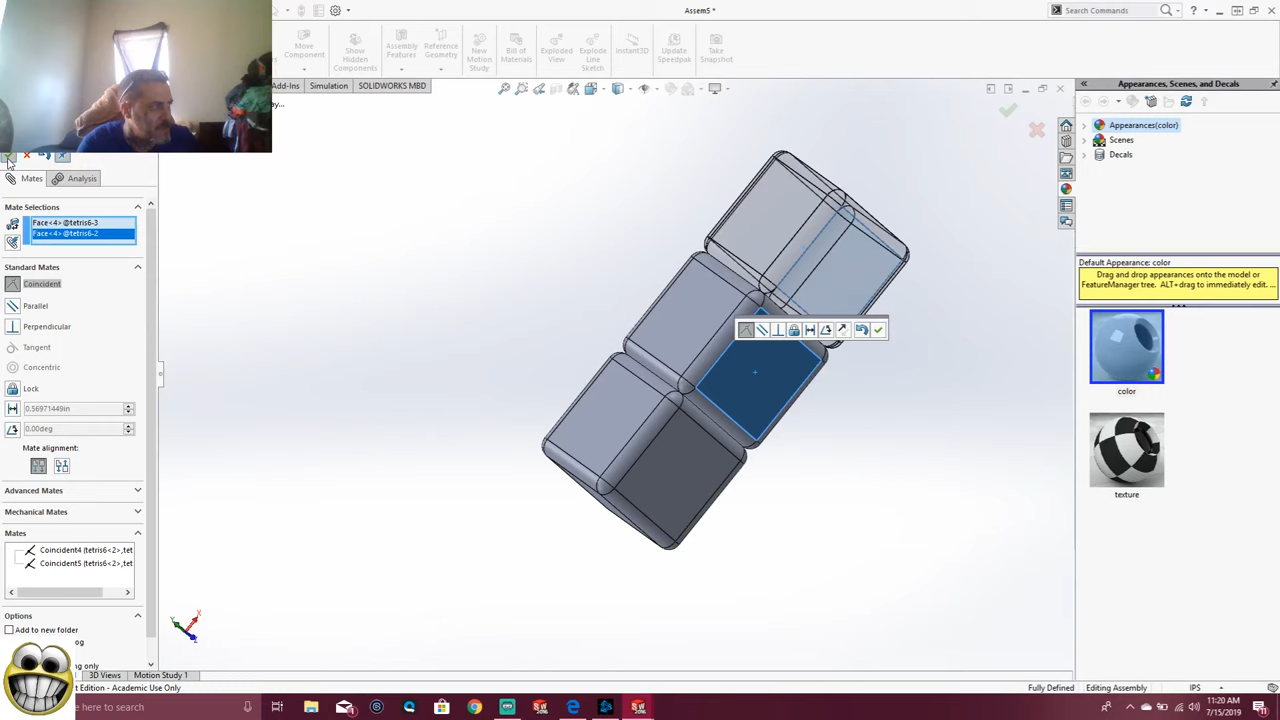 Assem5 *
Search Commands
Move
Component
Show
Hidden
Components
Assembly
Features
Reference
Geometry
New
Motion
Study
Bill of
Materials
Exploded
View
Explode
Line
Sketch
Instant3D
Update
Speedpak
Take
Snapshot
Add-Ins
Simulation
SOLIDWORKS MBD
Appearances, Scenes, and Decals
Appearances(color)
Scenes
Decals
Mates
Analysis
Mate Selections
Face<4>@tetris6-3
Face<4>@tetris6-2
Standard Mates
Coincident
Parallel
Perpendicular
Tangent
Concentric
Lock
0.56971449in
0.00deg
Mate alignment:
Advanced Mates
Mechanical Mates
Mates
Coincident4 (tetris6<2>,tet
Coincident5 (tetris6<2>,tet
Options
Add to new folder
Default Appearance: color
Drag and drop appearances onto the model or
FeatureManager tree. ALT+drag to immediately edit. ...
color
texture
3D Views
Motion Study 1
t Edition - Academic Use Only
Fully Defined
Editing Assembly
IPS
here to search
11:20 AM
7/15/2019